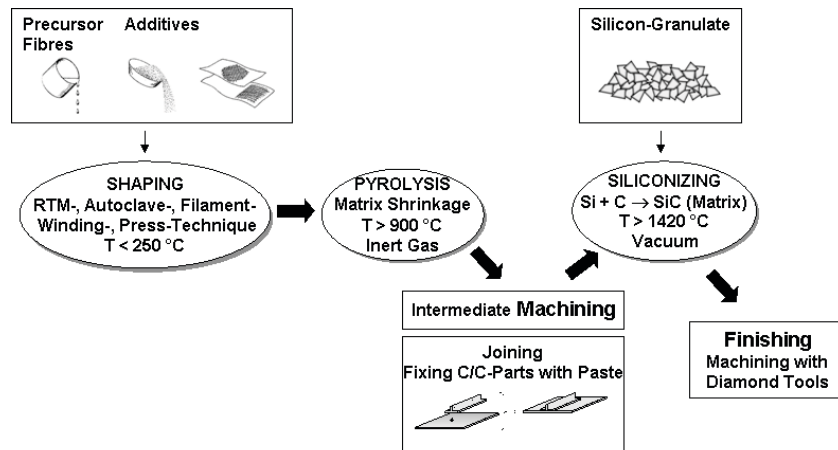 Precursor Additives
Fibres
Silicon-Granulate
SHAPING
RTM-, Autoclave-, Filament-
Winding-, Press-Technique
T < 250 °C
PYROLYSIS
Matrix Shrinkage
T > 900 °C
Inert Gas
SILICONIZING
Si + C → SiC (Matrix)
T > 1420 °C
Vacuum
Intermediate Machining
Joining
Fixing C/C-Parts with Paste
Finishing
Machining with
Diamond Tools